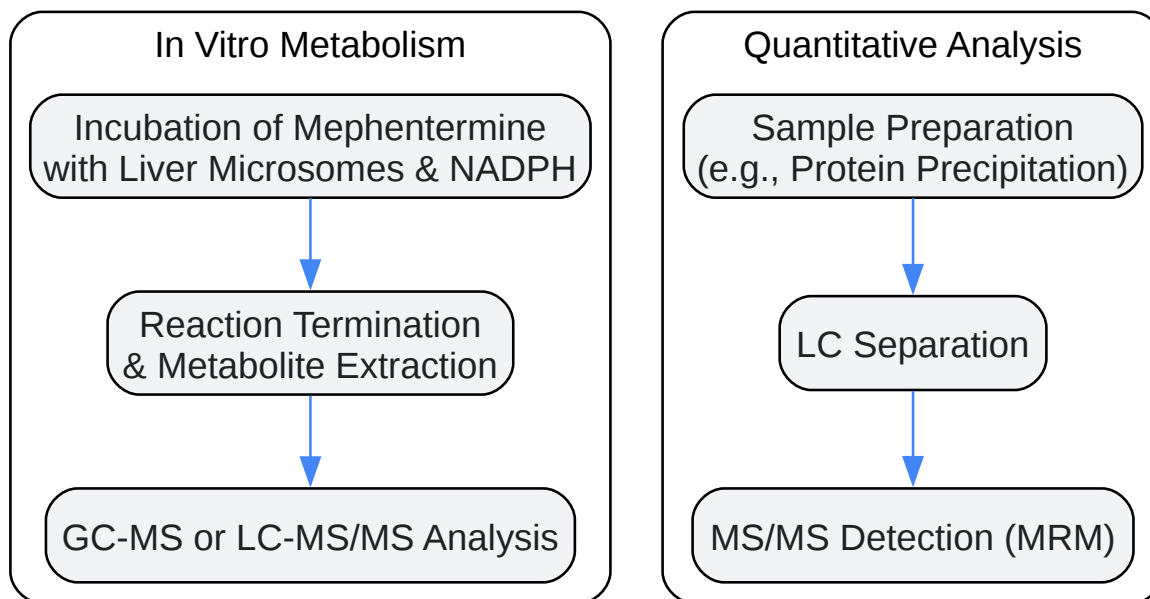 In Vitro Metabolism
Incubation of Mephentermine
with Liver Microsomes & NADPH
Reaction Termination
& Metabolite Extraction
GC-MS or LC-MS/MS Analysis
Quantitative Analysis
Sample Preparation
(e.g., Protein Precipitation)
LC Separation
MS/MS Detection (MRM)